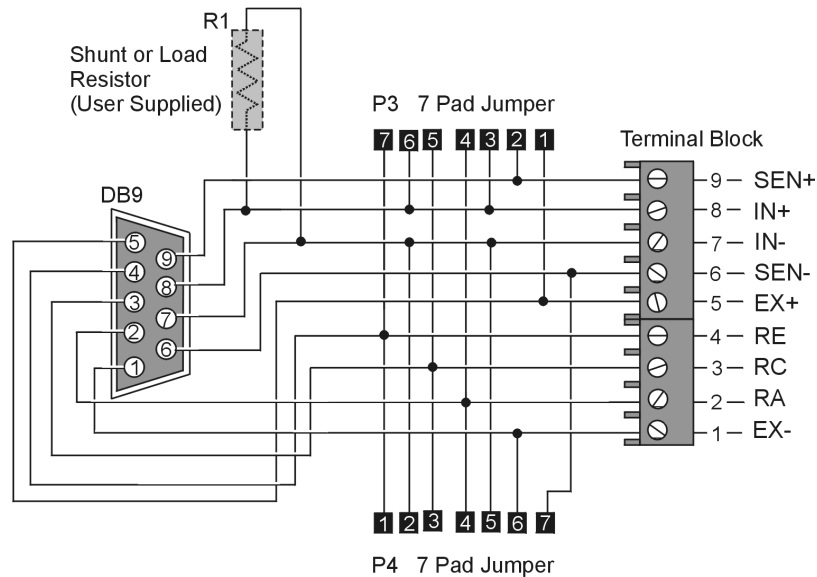 R1
Shunt or Load
Resistor
(User Supplied)
P3 7 Pad Jumper
7 6 5 4 3 2 1
Terminal Block
DB9
5
9
4
8
3
7
2
6
1
9 SEN+
8 IN+
7 IN-
6 SEN-
5 EX+
4 RE
3 RC
2 RA
1 EX-
1 2 3 4 5 6 7
P4 7 Pad Jumper